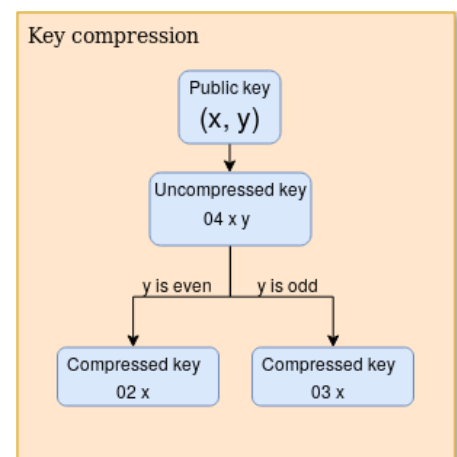 Key compression
Public key
(x, y)
Uncompressed key
04 x y
y is even
y is odd
Compressed key
02 x
Compressed key
03 x